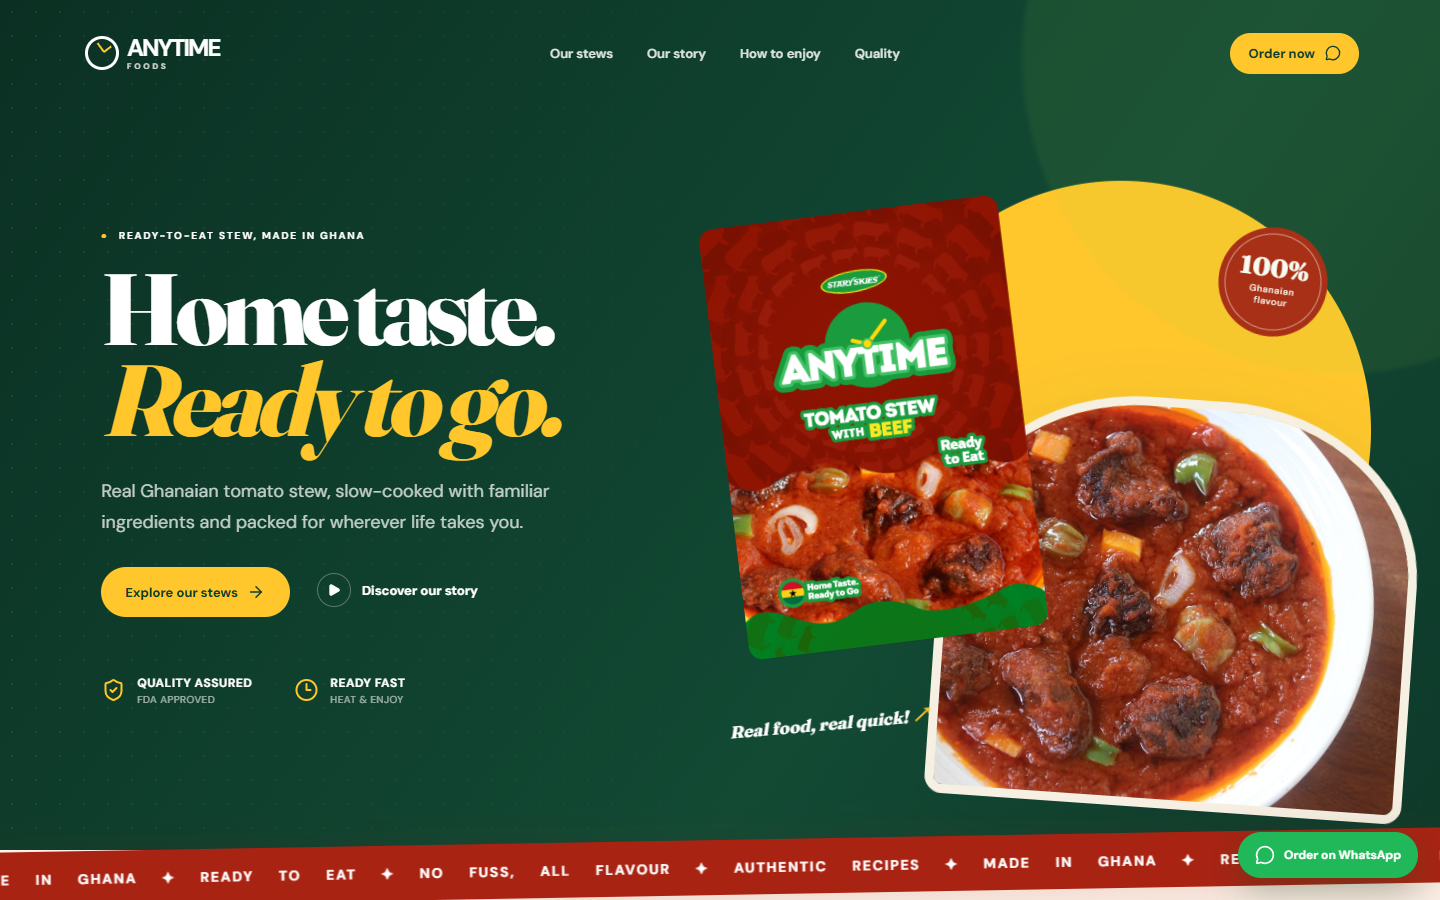 ANYTIME
FOODS
Our stews
Our story
How to enjoy
Quality
Order now
READY-TO-EAT STEW, MADE IN GHANA
Home taste.
Ready to go.
Real Ghanaian tomato stew, slow-cooked with familiar
ingredients and packed for wherever life takes you.
Explore our stews
Discover our story
QUALITY ASSURED
FDA APPROVED
READY FAST
HEAT & ENJOY
STARY'SKIES
ANYTIME
TOMATO STEW
WITH BEEF
Ready
to Eat
Home Taste.
Ready to Go
100%
Ghanaian
flavour
Real food, real quick!
E IN GHANA ✦ READY TO EAT ✦ NO FUSS, ALL FLAVOUR ✦ AUTHENTIC RECIPES ✦ MADE IN GHANA ✦ RE
Order on WhatsApp